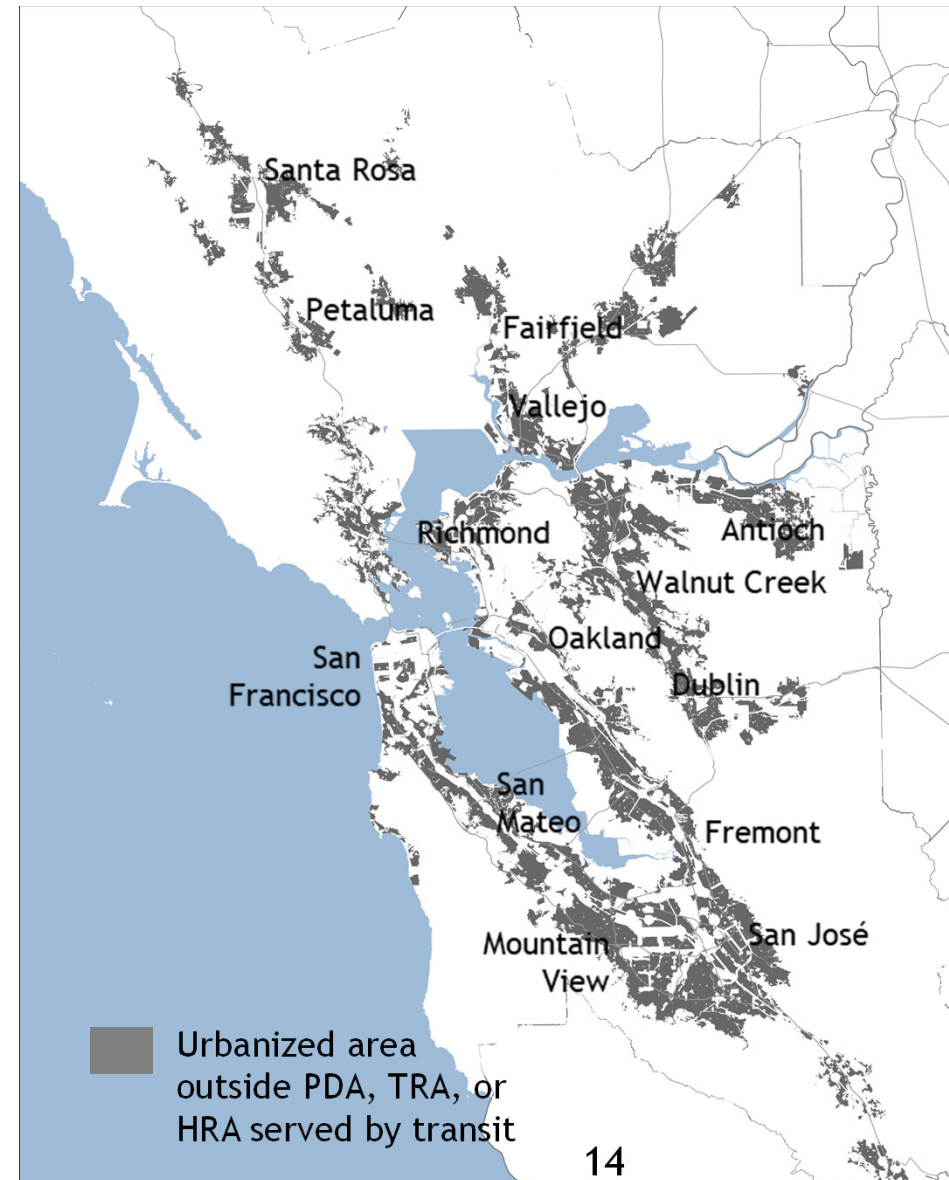 Santa Rosa
Petaluma
Fairfield
Vallejo
Richmond
Antioch
Walnut Creek
Oakland
San
Francisco
Dublin
San
Mateo
Fremont
Mountain
View
San José
Urbanized area
outside PDA, TRA, or
HRA served by transit
14